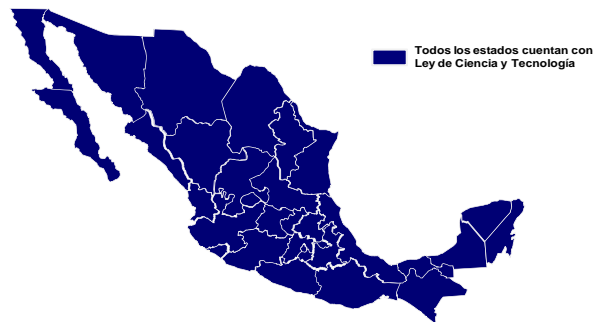 Todos los estados cuentan con
Ley de Ciencia y Tecnología